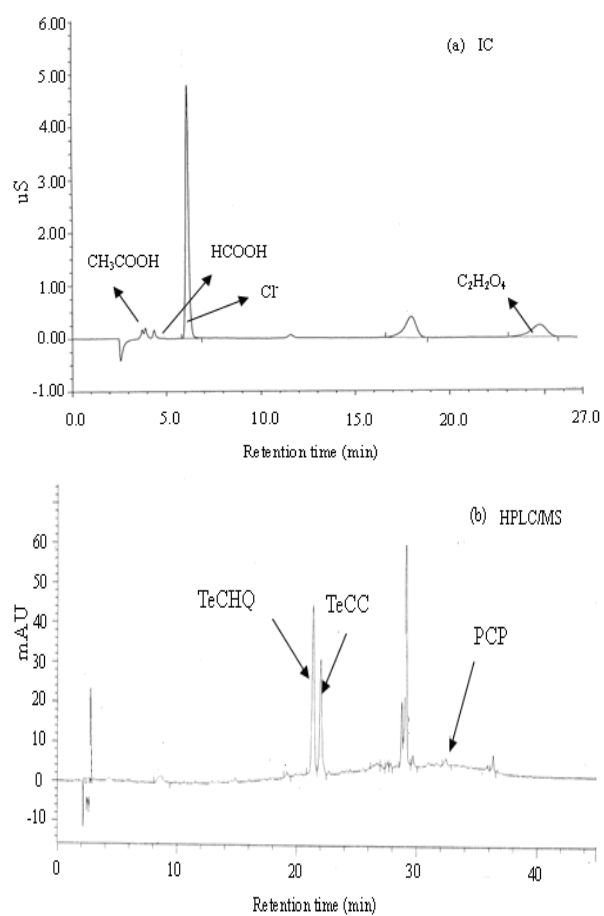 (a) IC
6.00
5.00
4.00
3.00
2.00
1.00
0.00
-1.00
uS
CH₃COOH
HCOOH
Cl⁻
C₂H₂O₄
0.0 5.0 10.0 15.0 20.0 27.0
Retention time (min)
(b) HPLC/MS
60
50
40
30
20
10
0
-10
mAU
TeCHQ
TeCC
PCP
0 10 20 30 40
Retention time (min)